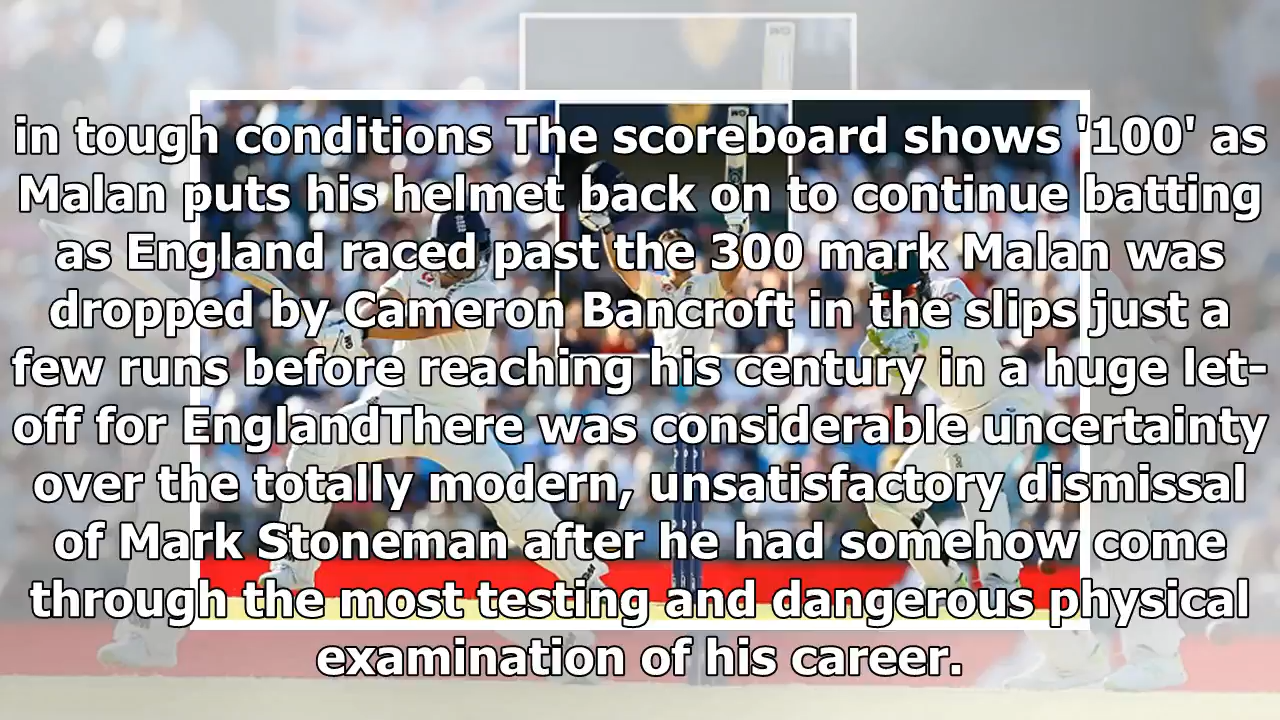 in tough conditions The scoreboard shows '100' as
Malan puts his helmet back on to continue batting
as England raced past the 300 mark Malan was
dropped by Cameron Bancroft in the slips just a
few runs before reaching his century in a huge let-
off for EnglandThere was considerable uncertainty
over the totally modern, unsatisfactory dismissal
of Mark Stoneman after he had somehow come
through the most testing and dangerous physical
examination of his career.